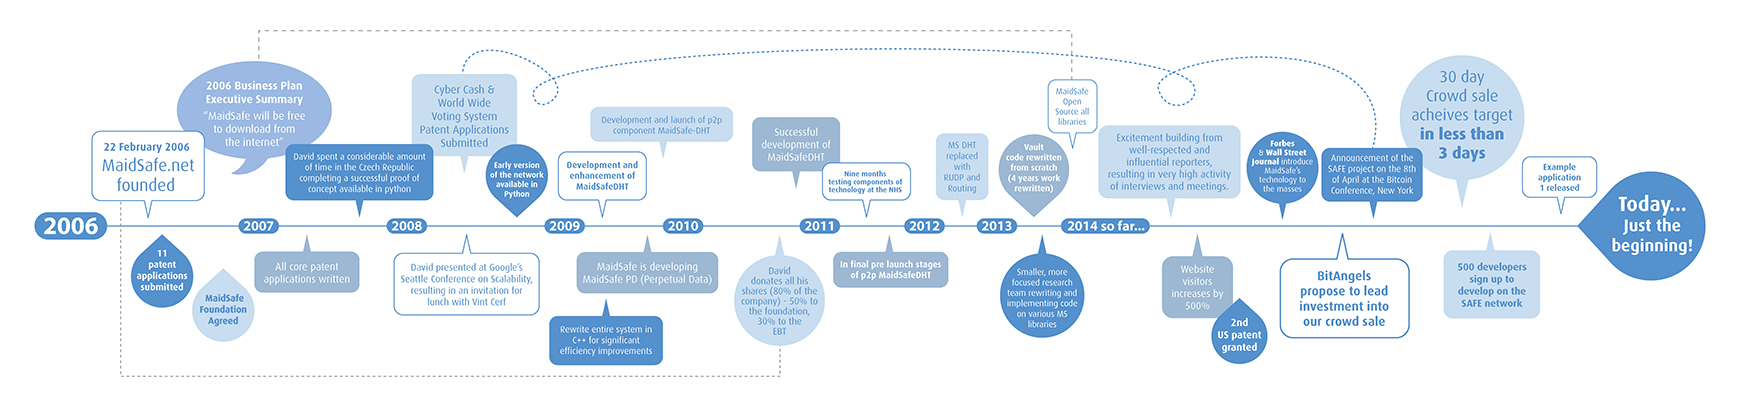 2006 Business Plan
Executive Summary
"MaidSafe will be free
to download from
the internet"
22 February 2006
MaidSafe.net
founded
David spent a considerable amount
of time in the Czech Republic
completing a successful proof of
concept available in python
Cyber Cash &
World Wide
Voting System
Patent Applications
Submitted
Early version
of the network
available in
Python
Development and
enhancement of
MaidSafeDHT
Development and launch of p2p
component MaidSafe-DHT
Successful
development of
MaidSafeDHT
Nine months
testing components of
technology at the NHS
MS DHT
replaced
with
RUDP and
Routing
Vault
code rewritten
from scratch
(4 years work
rewritten)
MaidSafe
Open
Source all
libraries
Excitement building from
well-respected and
influential reporters,
resulting in very high activity
of interviews and meetings.
Forbes
& Wall Street
Journal introduce
MaidSafe's
technology to
the masses
Announcement of the
SAFE project on the 8th
of April at the Bitcoin
Conference, New York
30 day
Crowd sale
acheives target
in less than
3 days
Example
application
1 released
Today...
Just the
beginning!
2006
2007
2008
2009
2010
2011
2012
2013
2014 so far...
11
patent
applications
submitted
MaidSafe
Foundation
Agreed
All core patent
applications written
David presented at Google's
Seattle Conference on Scalability,
resulting in an invitation for
lunch with Vint Cerf
MaidSafe is developing
MaidSafe PD (Perpetual Data)
Rewrite entire system in
C++ for significant
efficiency improvements
David
donates all his
shares (80% of the
company) - 50% to
the foundation,
30% to the
EBT
In final pre launch stages
of p2p MaidSafeDHT
Smaller, more
focused research
team rewriting and
implementing code
on various MS
libraries
Website
visitors
increases by
500%
2nd
US patent
granted
BitAngels
propose to lead
investment into
our crowd sale
500 developers
sign up to
develop on the
SAFE network